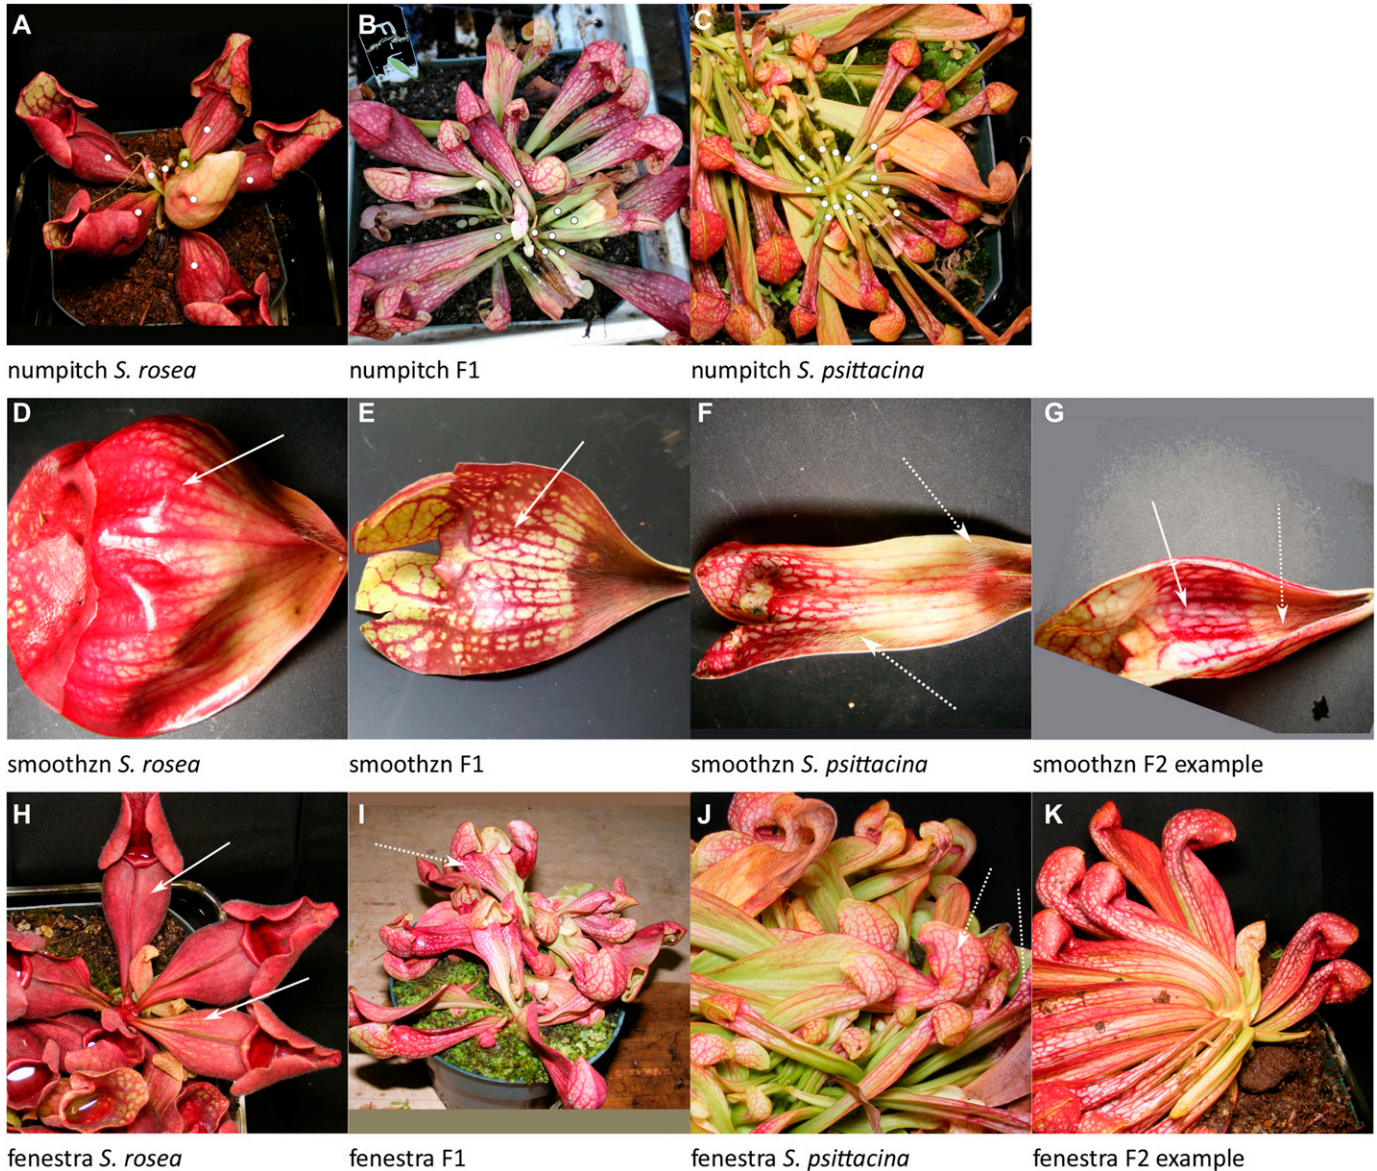 A B C
numpitch S. rosea numpitch F1 numpitch S. psittacina
D E F G
smoothzn S. rosea smoothzn F1 smoothzn S. psittacina smoothzn F2 example
H I J K
fenestra S. rosea fenestra F1 fenestra S. psittacina fenestra F2 example